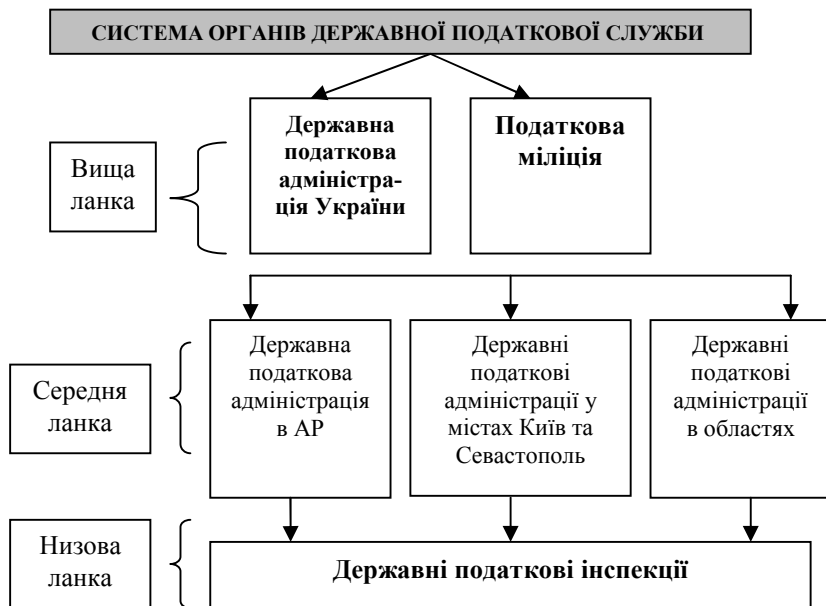 СИСТЕМА ОРГАНІВ ДЕРЖАВНОЇ ПОДАТКОВОЇ СЛУЖБИ
Вища
ланка
Державна
податкова
адміністра-
ція України
Податкова
міліція
Середня
ланка
Державна
податкова
адміністрація
в АР
Державні
податкові
адміністрації у
містах Київ та
Севастополь
Державні
податкові
адміністрації
в областях
Низова
ланка
Державні податкові інспекції